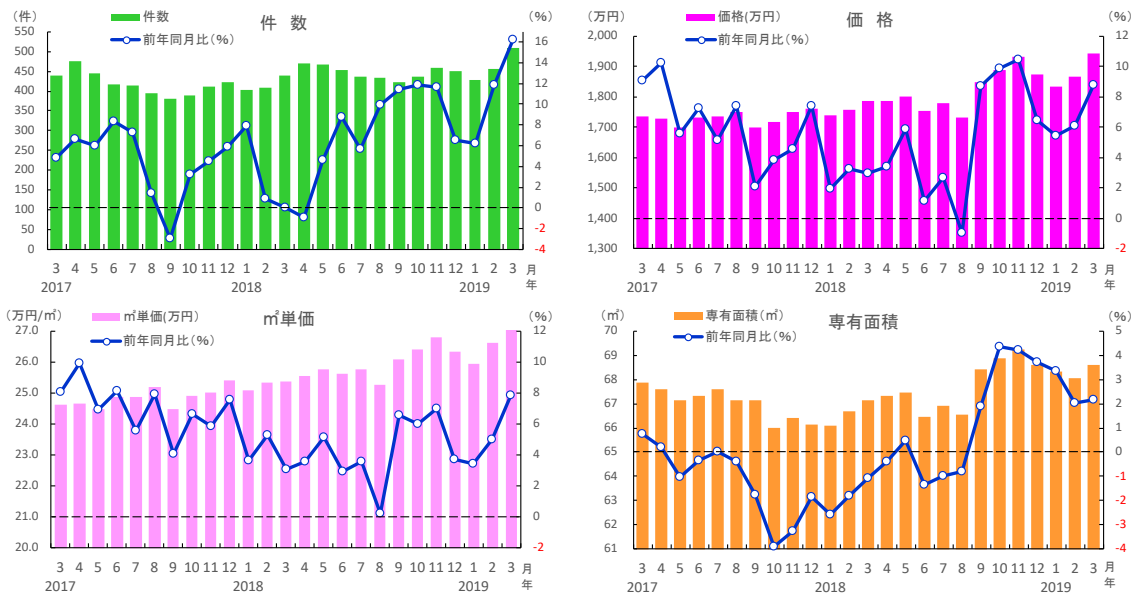 (件) 件数 件 数 (%)
前年同月比(%)
550 500 450 400 350 300 250 200 150 100 50 0
16 14 12 10 8 6 4 2 0 -2 -4
3 4 5 6 7 8 9 10 11 12 1 2 3 4 5 6 7 8 9 10 11 12 1 2 3 月
2017 2018 2019 年
(万円) 価格(万円) 価 格 (%)
前年同月比(%)
2,000 1,900 1,800 1,700 1,600 1,500 1,400 1,300
12 10 8 6 4 2 0 -2
3 4 5 6 7 8 9 10 11 12 1 2 3 4 5 6 7 8 9 10 11 12 1 2 3 月
2017 2018 2019 年
(万円/㎡) ㎡単価(万円) ㎡単価 (%)
前年同月比(%)
27.0 26.0 25.0 24.0 23.0 22.0 21.0 20.0
12 10 8 6 4 2 0 -2
3 4 5 6 7 8 9 10 11 12 1 2 3 4 5 6 7 8 9 10 11 12 1 2 3 月
2017 2018 2019 年
(㎡) 専有面積(㎡) 専有面積 (%)
前年同月比(%)
70 69 68 67 66 65 64 63 62 61
5 4 3 2 1 0 -1 -2 -3 -4
3 4 5 6 7 8 9 10 11 12 1 2 3 4 5 6 7 8 9 10 11 12 1 2 3 月
2017 2018 2019 年